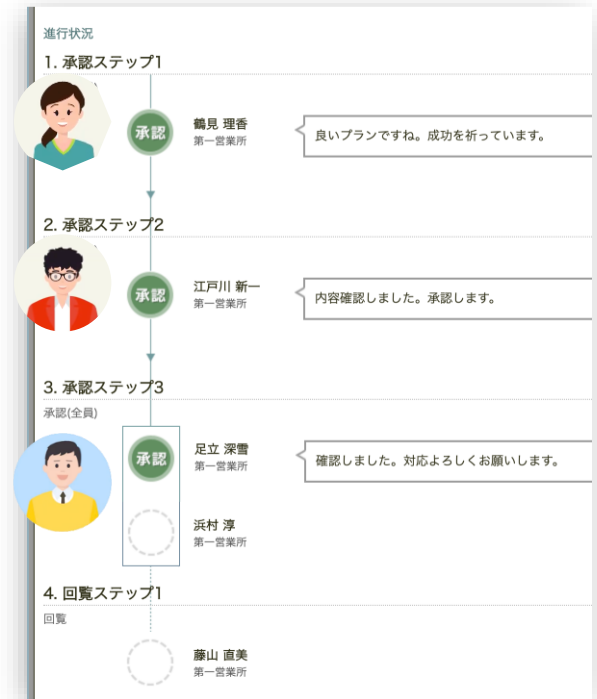 進行状況
1. 承認ステップ1
承認
鶴見 理香
第一営業所
良いプランですね。成功を祈っています。
2. 承認ステップ2
承認
江戸川 新一
第一営業所
内容確認しました。承認します。
3. 承認ステップ3
承認(全員)
承認
足立 深雪
第一営業所
確認しました。対応よろしくお願いします。
浜村 淳
第一営業所
4. 回覧ステップ1
回覧
藤山 直美
第一営業所